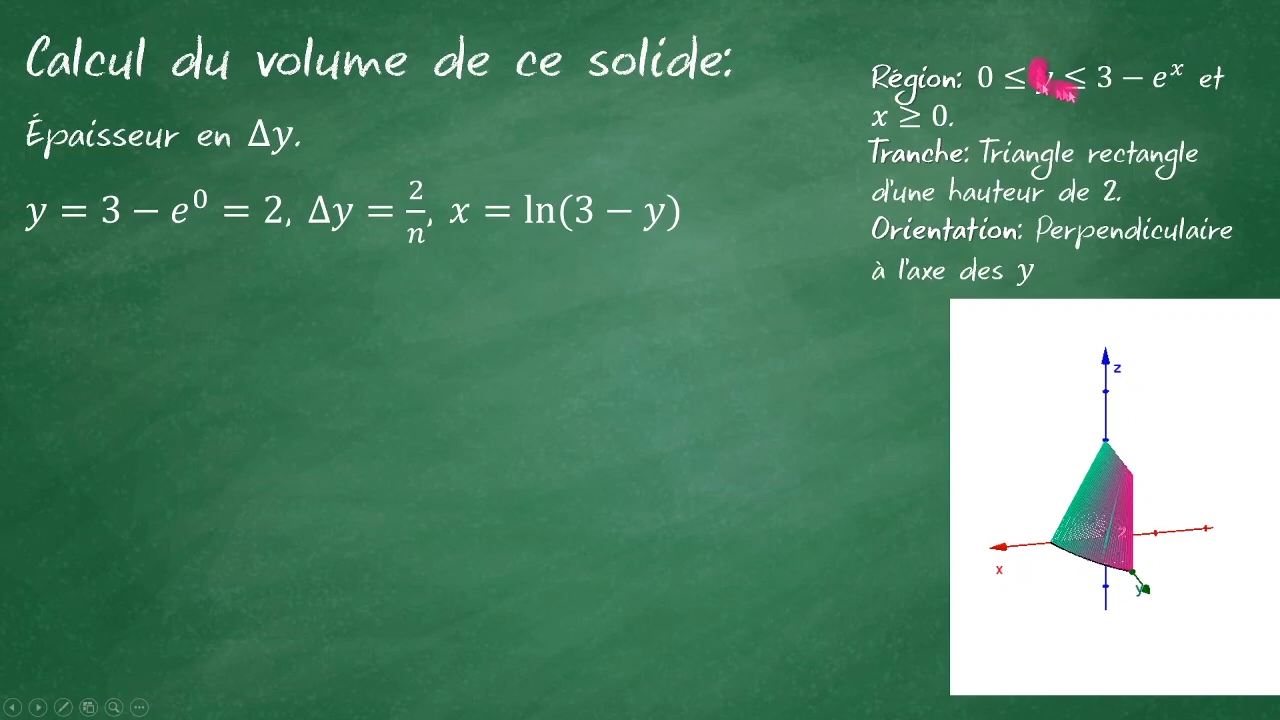 Calcul du volume de ce solide:
Épaisseur en Δy.
y = 3 − e⁰ = 2, Δy = 2/n, x = ln(3 − y)
Région: 0 ≤ y ≤ 3 − eˣ et
x ≥ 0.
Tranche: Triangle rectangle
d'une hauteur de 2.
Orientation: Perpendiculaire
à l'axe des y
z
2
x
y